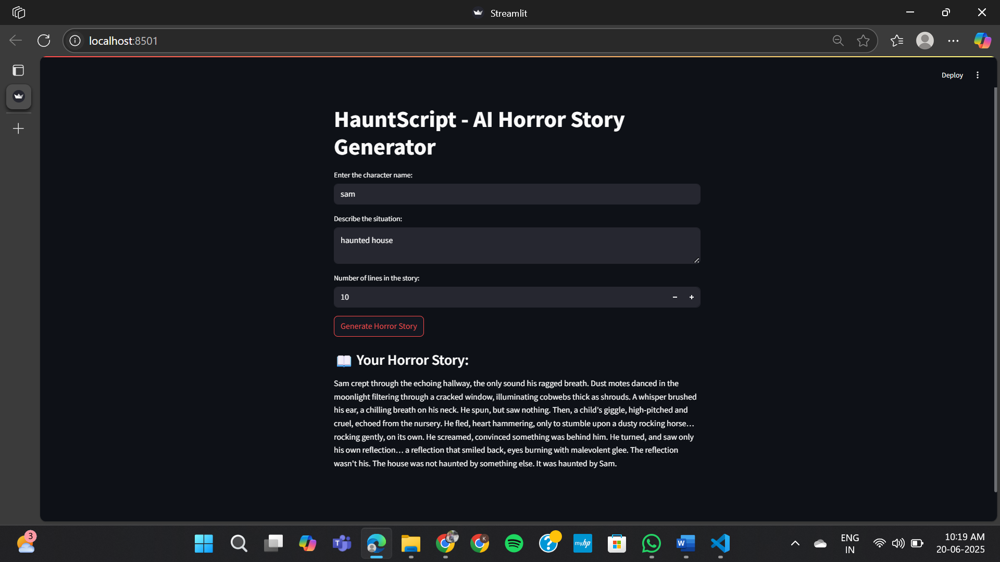 Streamlit
localhost:8501
Deploy
HauntScript - AI Horror Story
Generator
Enter the character name:
sam
Describe the situation:
haunted house
Number of lines in the story:
10
Generate Horror Story
📖 Your Horror Story:
Sam crept through the echoing hallway, the only sound his ragged breath. Dust motes danced in the
moonlight filtering through a cracked window, illuminating cobwebs thick as shrouds. A whisper brushed
his ear, a chilling breath on his neck. He spun, but saw nothing. Then, a child's giggle, high-pitched and
cruel, echoed from the nursery. He fled, heart hammering, only to stumble upon a dusty rocking horse…
rocking gently, on its own. He screamed, convinced something was behind him. He turned, and saw only
his own reflection… a reflection that smiled back, eyes burning with malevolent glee. The reflection
wasn't his. The house was not haunted by something else. It was haunted by Sam.
3
T
K
?
myhp
W
ENG
IN
10:19 AM
20-06-2025